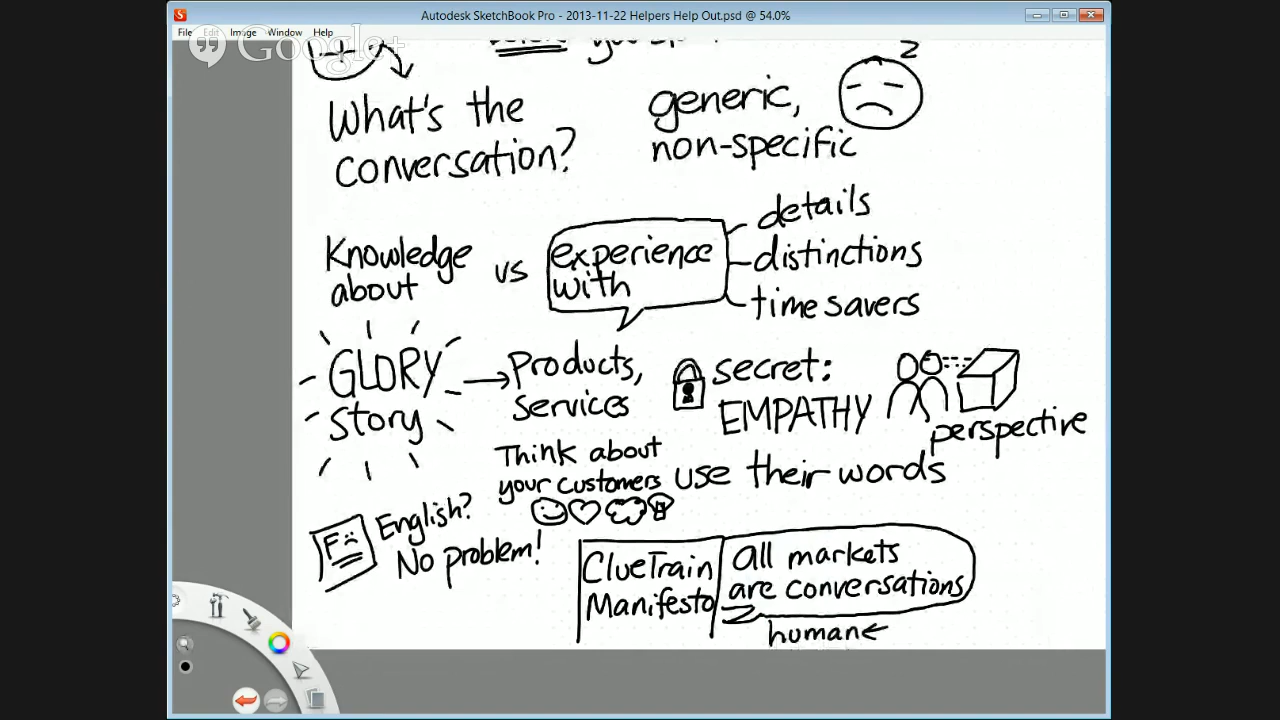 Autodesk SketchBook Pro - 2013-11-22 Helpers Help Out.psd @ 54.0%
File Edit Image Window Help
Google+
z
What's the
conversation?
generic,
non-specific
Knowledge
about
vs
experience
with
details
distinctions
time savers
GLORY
story
Products,
services
secret:
EMPATHY
perspective
Think about
your customers
use their words
F
English?
No problem!
ClueTrain
Manifesto
all markets
are conversations
human